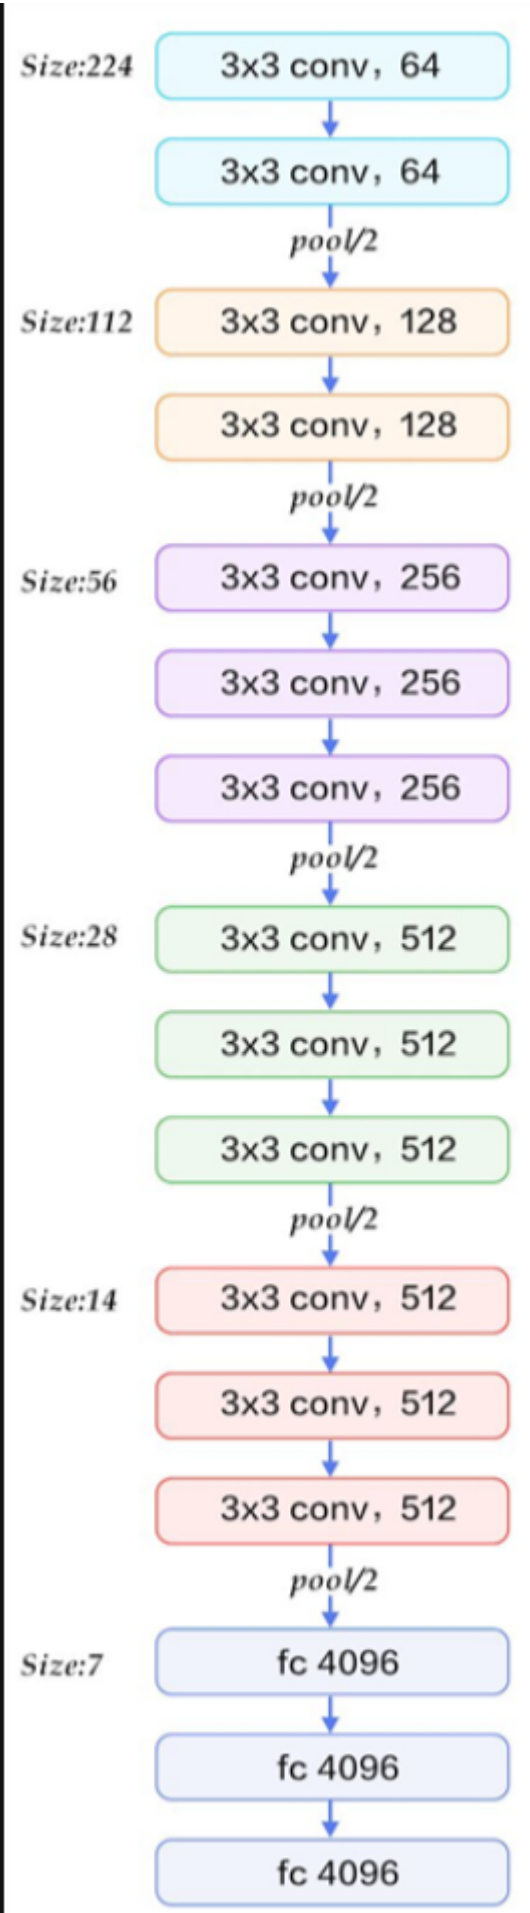 Size:224
3x3 conv, 64
3x3 conv, 64
pool/2
Size:112
3x3 conv, 128
3x3 conv, 128
pool/2
Size:56
3x3 conv, 256
3x3 conv, 256
3x3 conv, 256
pool/2
Size:28
3x3 conv, 512
3x3 conv, 512
3x3 conv, 512
pool/2
Size:14
3x3 conv, 512
3x3 conv, 512
3x3 conv, 512
pool/2
Size:7
fc 4096
fc 4096
fc 4096